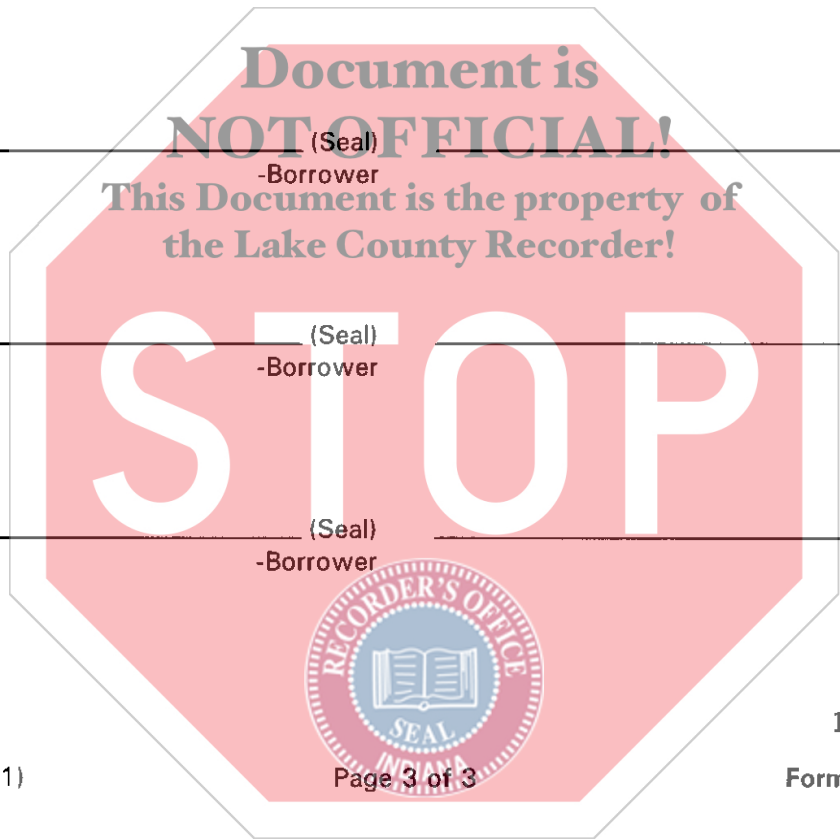 Document is
NOT OFFICIAL!
(Seal)
-Borrower
This Document is the property of
the Lake County Recorder!
STOP
(Seal)
-Borrower
(Seal)
-Borrower
RECORDER'S OFFICE
SEAL
INDIANA
1)
Page 3 of 3
Form